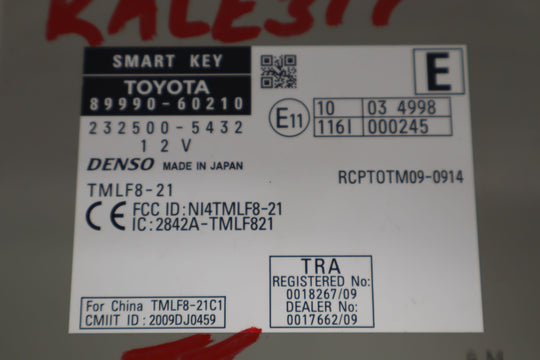 RALE377
SMART KEY
TOYOTA
89990-60210
232500-5432
12V
DENSO MADE IN JAPAN
TMLF8-21
CE FCC ID:NI4TMLF8-21
IC:2842A-TMLF821
E
E11
10 03 4998
116I 000245
RCPTOTM09-0914
TRA
REGISTERED No:
0018267/09
DEALER No:
0017662/09
For China TMLF8-21C1
CMIIT ID:2009DJ0459